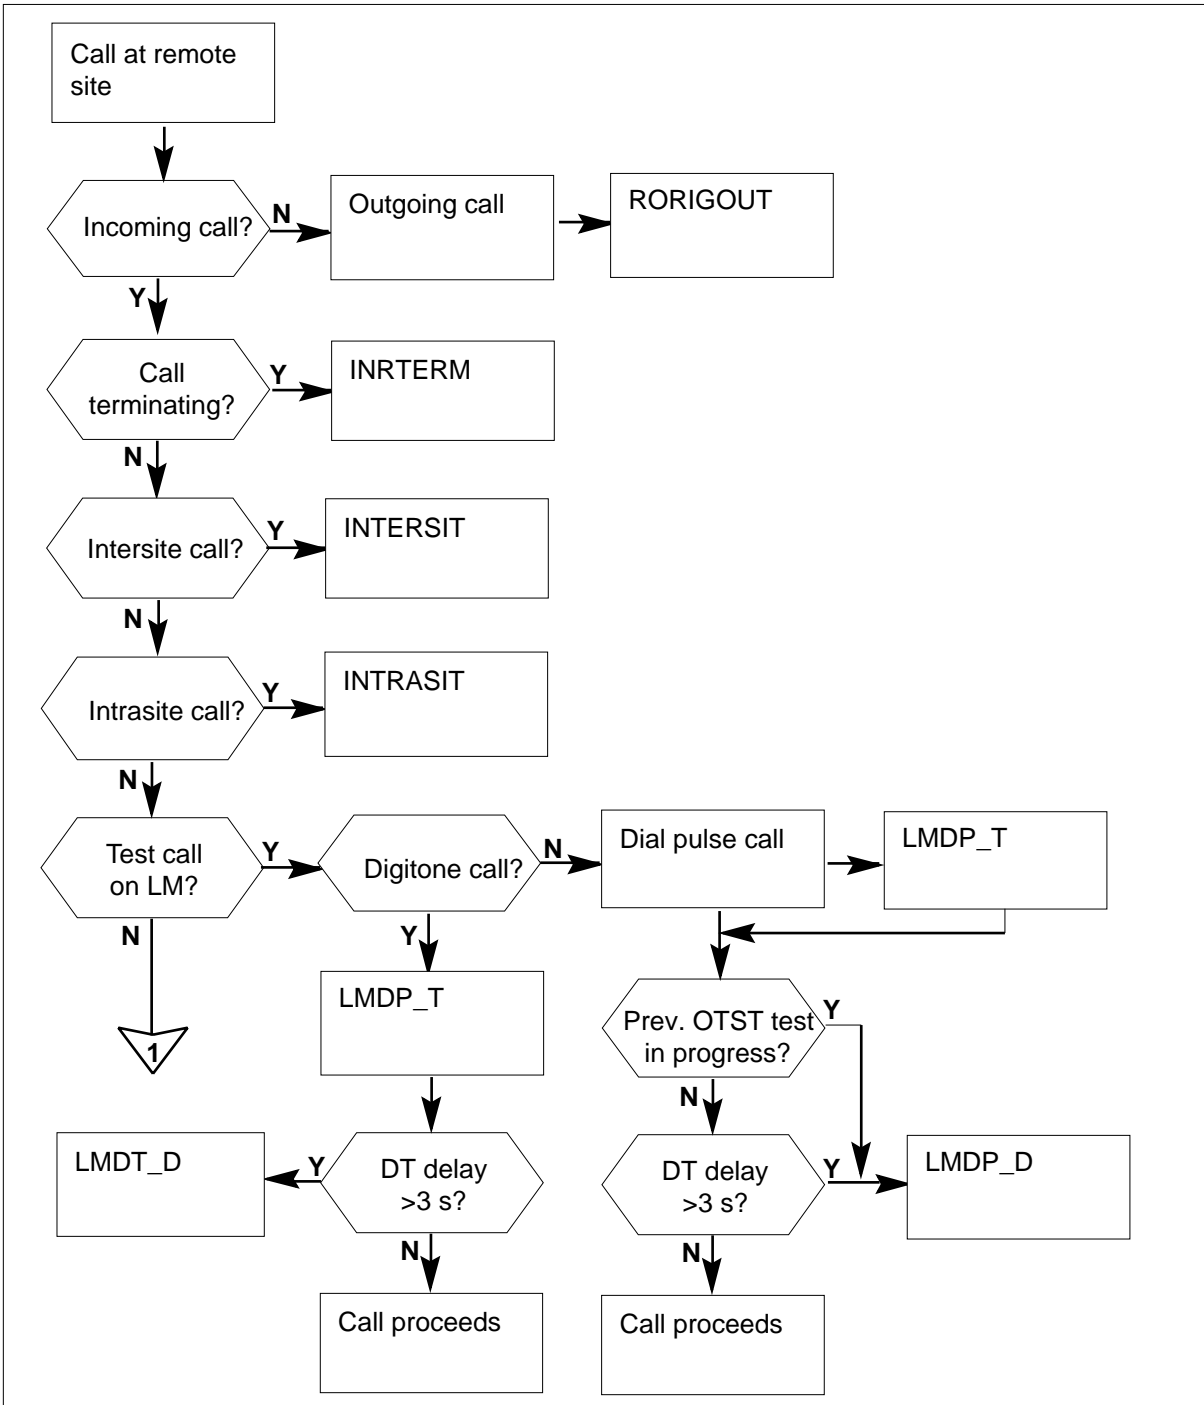 Call at remote
site
Incoming call?
N
Outgoing call
RORIGOUT
Y
Call
terminating?
Y
INRTERM
N
Intersite call?
Y
INTERSIT
N
Intrasite call?
Y
INTRASIT
N
Test call
on LM?
Y
Digitone call?
N
Dial pulse call
LMDP_T
N
1
Y
LMDP_T
Prev. OTST test
in progress?
Y
N
LMDT_D
Y
DT delay
>3 s?
DT delay
>3 s?
Y
LMDP_D
N
Call proceeds
N
Call proceeds